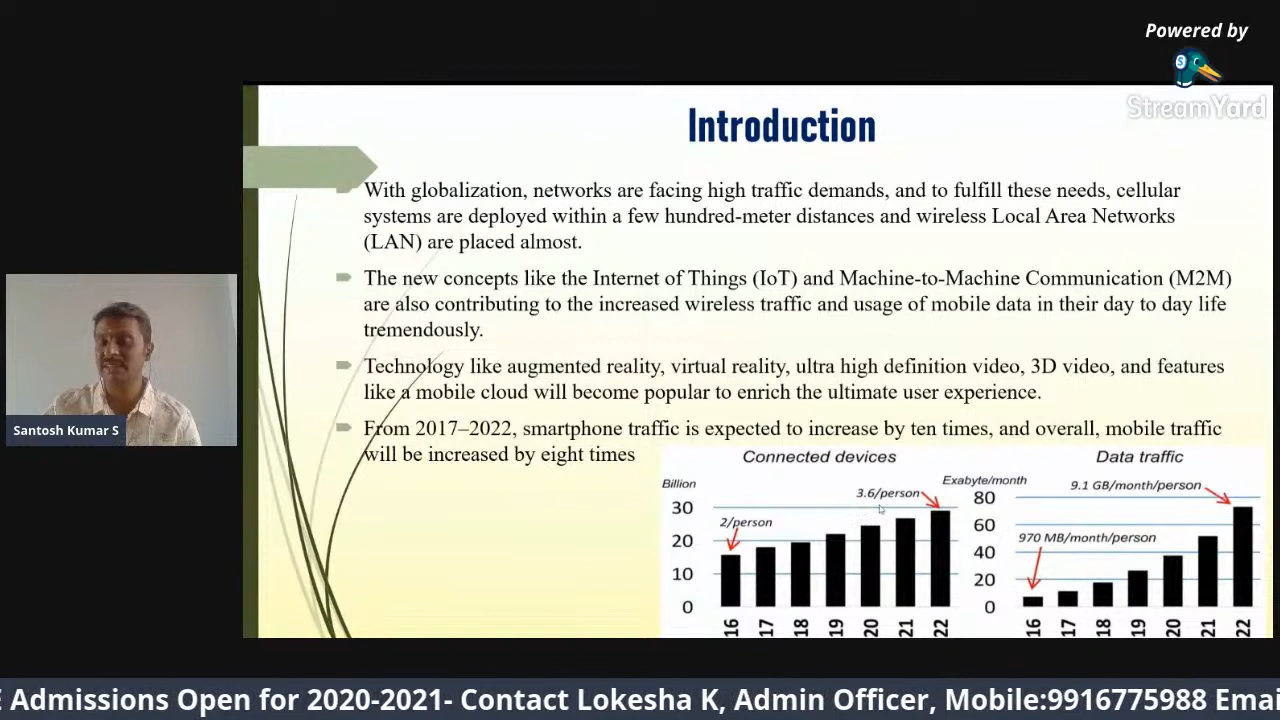 Powered by
StreamYard
Introduction
With globalization, networks are facing high traffic demands, and to fulfill these needs, cellular
systems are deployed within a few hundred-meter distances and wireless Local Area Networks
(LAN) are placed almost.
The new concepts like the Internet of Things (IoT) and Machine-to-Machine Communication (M2M)
are also contributing to the increased wireless traffic and usage of mobile data in their day to day life
tremendously.
Technology like augmented reality, virtual reality, ultra high definition video, 3D video, and features
like a mobile cloud will become popular to enrich the ultimate user experience.
From 2017–2022, smartphone traffic is expected to increase by ten times, and overall, mobile traffic
will be increased by eight times
Connected devices
Billion
3.6/person
2/person
30
20
10
0
16 17 18 19 20 21 22
Data traffic
Exabyte/month
9.1 GB/month/person
970 MB/month/person
80
60
40
20
0
16 17 18 19 20 21 22
Santosh Kumar S
E Admissions Open for 2020-2021- Contact Lokesha K, Admin Officer, Mobile:9916775988 Emai